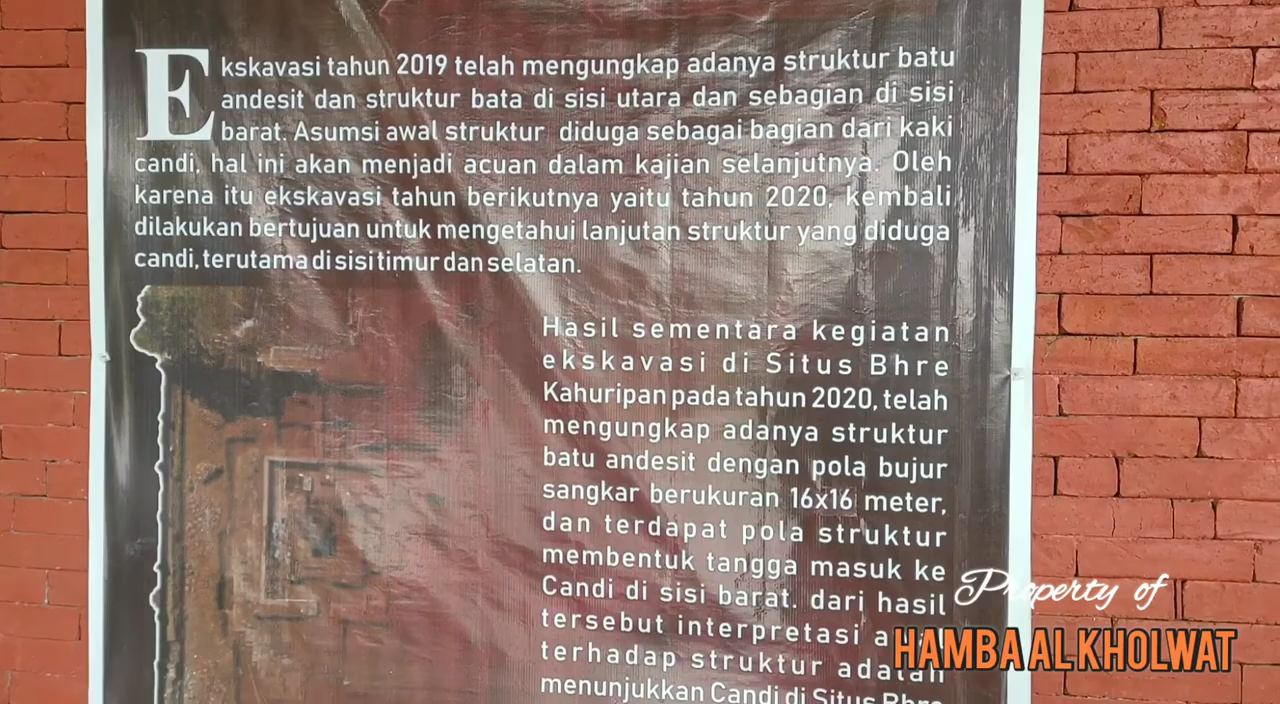 Ekskavasi tahun 2019 telah mengungkap adanya struktur batu
andesit dan struktur bata di sisi utara dan sebagian di sisi
barat. Asumsi awal struktur diduga sebagai bagian dari kaki
candi, hal ini akan menjadi acuan dalam kajian selanjutnya. Oleh
karena itu ekskavasi tahun berikutnya yaitu tahun 2020, kembali
dilakukan bertujuan untuk mengetahui lanjutan struktur yang diduga
candi, terutama di sisi timur dan selatan.
Hasil sementara kegiatan
ekskavasi di Situs Bhre
Kahuripan pada tahun 2020, telah
mengungkap adanya struktur
batu andesit dengan pola bujur
sangkar berukuran 16x16 meter,
dan terdapat pola struktur
membentuk tangga masuk ke
Candi di sisi barat. dari hasil
tersebut interpretasi
terhadap struktur adalah
menunjukkan Candi di Situs Bhre
Property of
HAMBA AL KHOLWAT